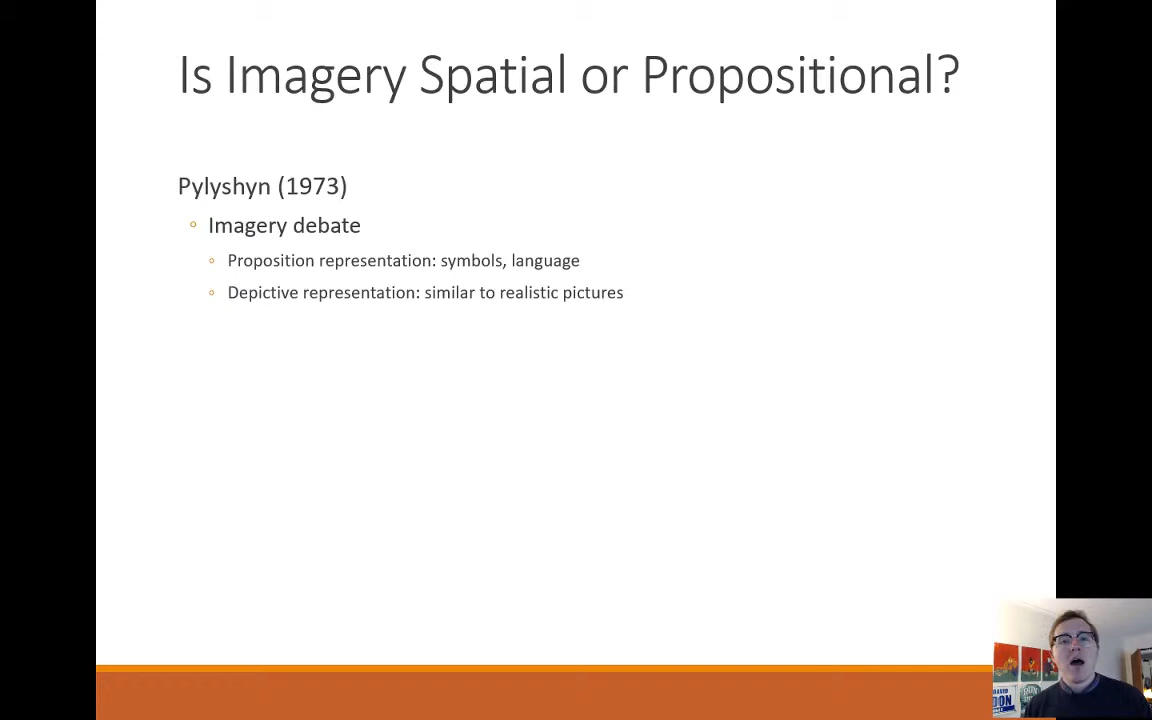 Is Imagery Spatial or Propositional?
Pylyshyn (1973)
Imagery debate
Proposition representation: symbols, language
Depictive representation: similar to realistic pictures
DAVID